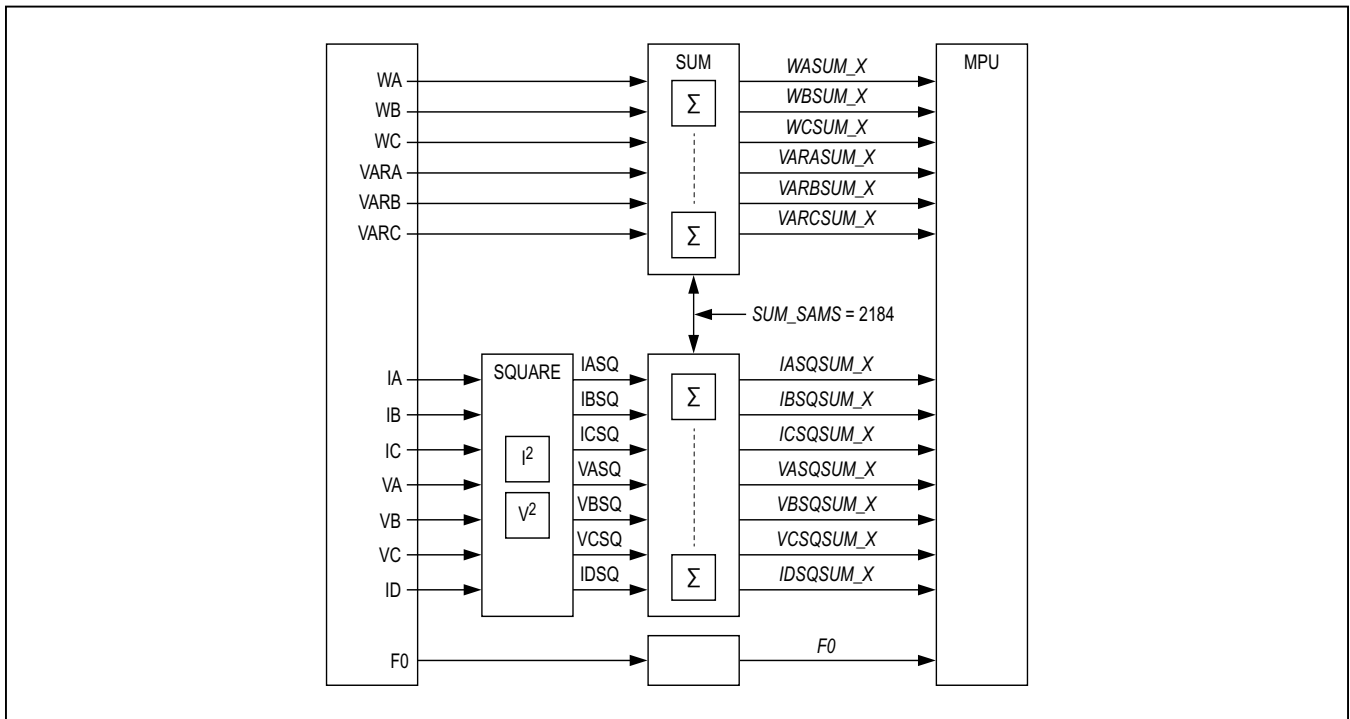 SUM
MPU
WA
WASUM_X
WB
Σ
WBSUM_X
WC
WCSUM_X
VARA
VARASUM_X
VARB
VARBSUM_X
VARC
Σ
VARCSUM_X
SUM_SAMS = 2184
SQUARE
IA
IASQ
IASQSUM_X
IB
IBSQ
Σ
IBSQSUM_X
IC
I²
ICSQ
ICSQSUM_X
VA
VASQ
VASQSUM_X
VB
V²
VBSQ
VBSQSUM_X
VC
VCSQ
VCSQSUM_X
ID
IDSQ
Σ
IDSQSUM_X
F0
F0